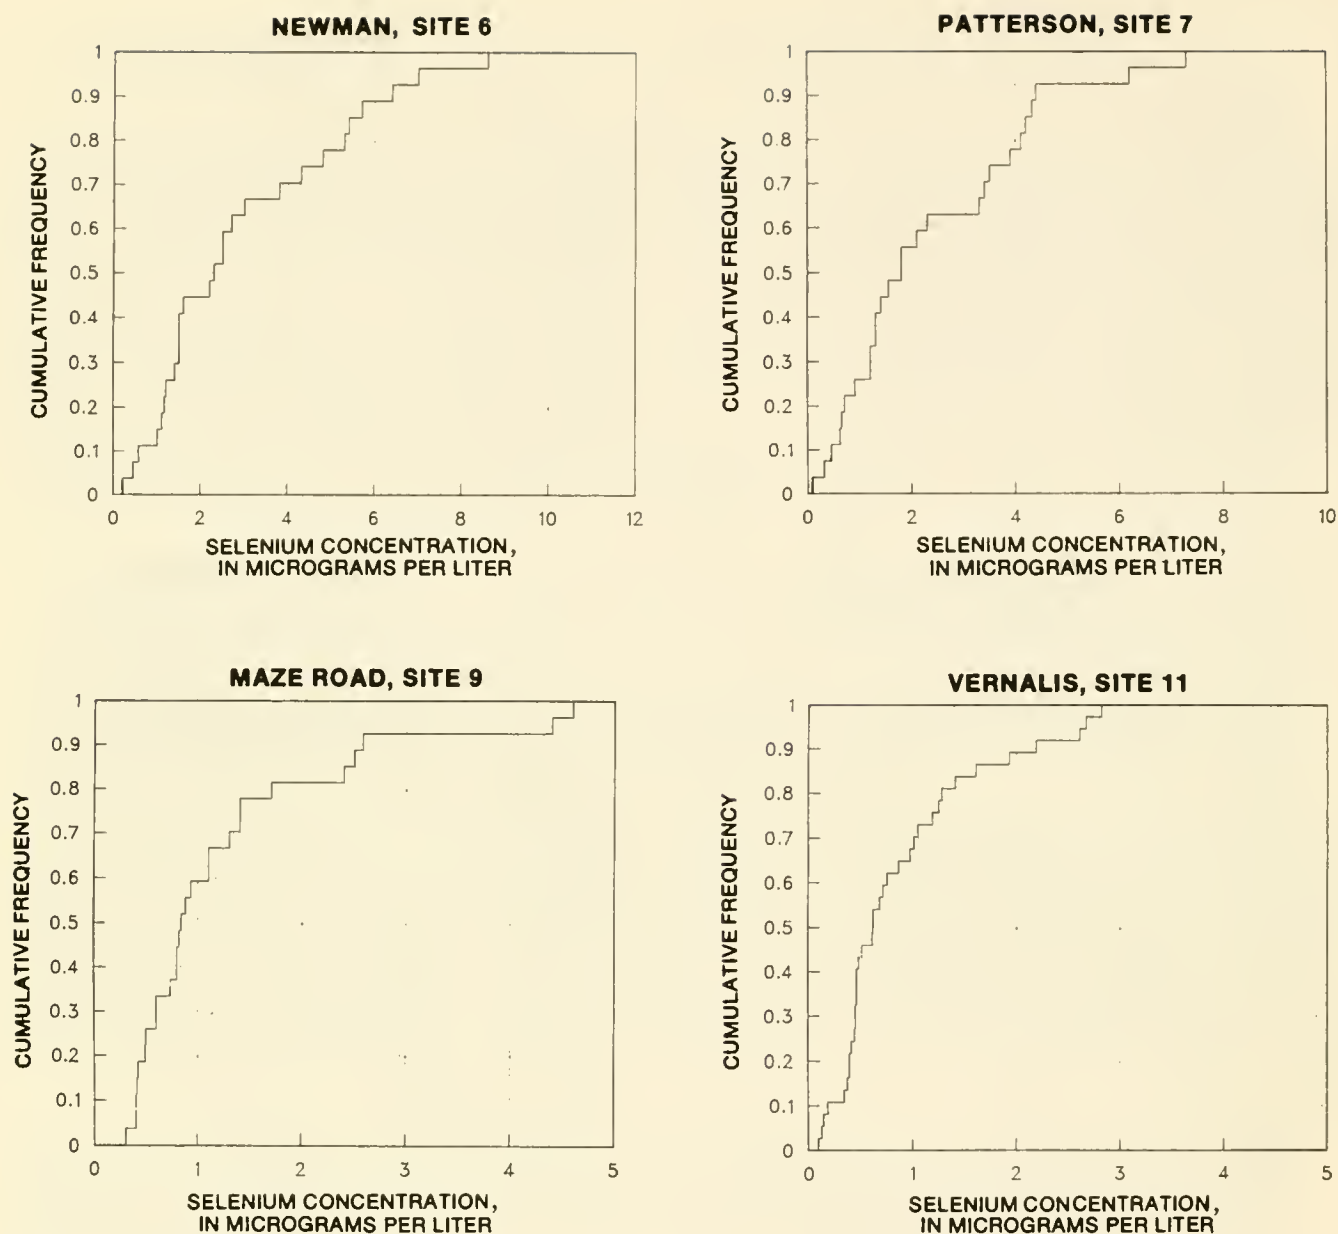 NEWMAN, SITE 6
CUMULATIVE FREQUENCY
1
0.9
0.8
0.7
0.6
0.5
0.4
0.3
0.2
0.1
0
0 2 4 6 8 10 12
SELENIUM CONCENTRATION,
IN MICROGRAMS PER LITER
PATTERSON, SITE 7
CUMULATIVE FREQUENCY
1
0.9
0.8
0.7
0.6
0.5
0.4
0.3
0.2
0.1
0
0 2 4 6 8 10
SELENIUM CONCENTRATION,
IN MICROGRAMS PER LITER
MAZE ROAD, SITE 9
CUMULATIVE FREQUENCY
1
0.9
0.8
0.7
0.6
0.5
0.4
0.3
0.2
0.1
0
0 1 2 3 4 5
SELENIUM CONCENTRATION,
IN MICROGRAMS PER LITER
VERNALIS, SITE 11
CUMULATIVE FREQUENCY
1
0.9
0.8
0.7
0.6
0.5
0.4
0.3
0.2
0.1
0
0 1 2 3 4 5
SELENIUM CONCENTRATION,
IN MICROGRAMS PER LITER